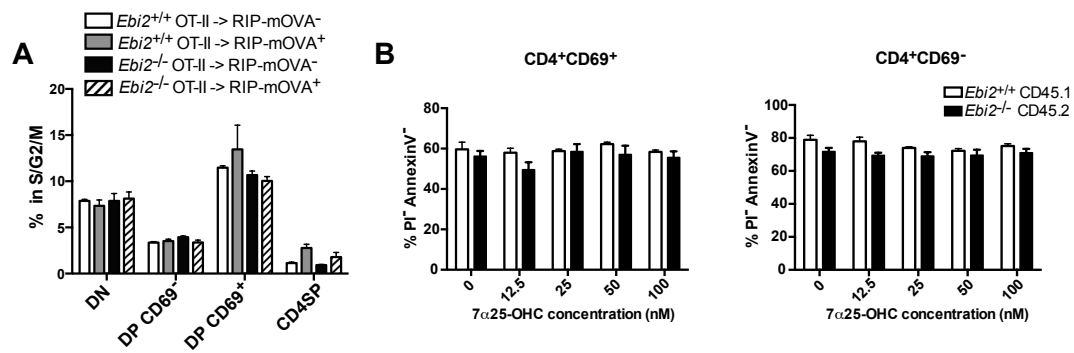 A
Ebi2+/+ OT-II -> RIP-mOVA-
Ebi2+/+ OT-II -> RIP-mOVA+
Ebi2-/- OT-II -> RIP-mOVA-
Ebi2-/- OT-II -> RIP-mOVA+
% in S/G2/M
20
15
10
5
0
DN
DP CD69-
DP CD69+
CD4SP
B
CD4+CD69+
% PI- AnnexinV-
80
60
40
20
0
0
12.5
25
50
100
7α25-OHC concentration (nM)
CD4+CD69-
Ebi2+/+ CD45.1
Ebi2-/- CD45.2
% PI- AnnexinV-
100
80
60
40
20
0
0
12.5
25
50
100
7α25-OHC concentration (nM)